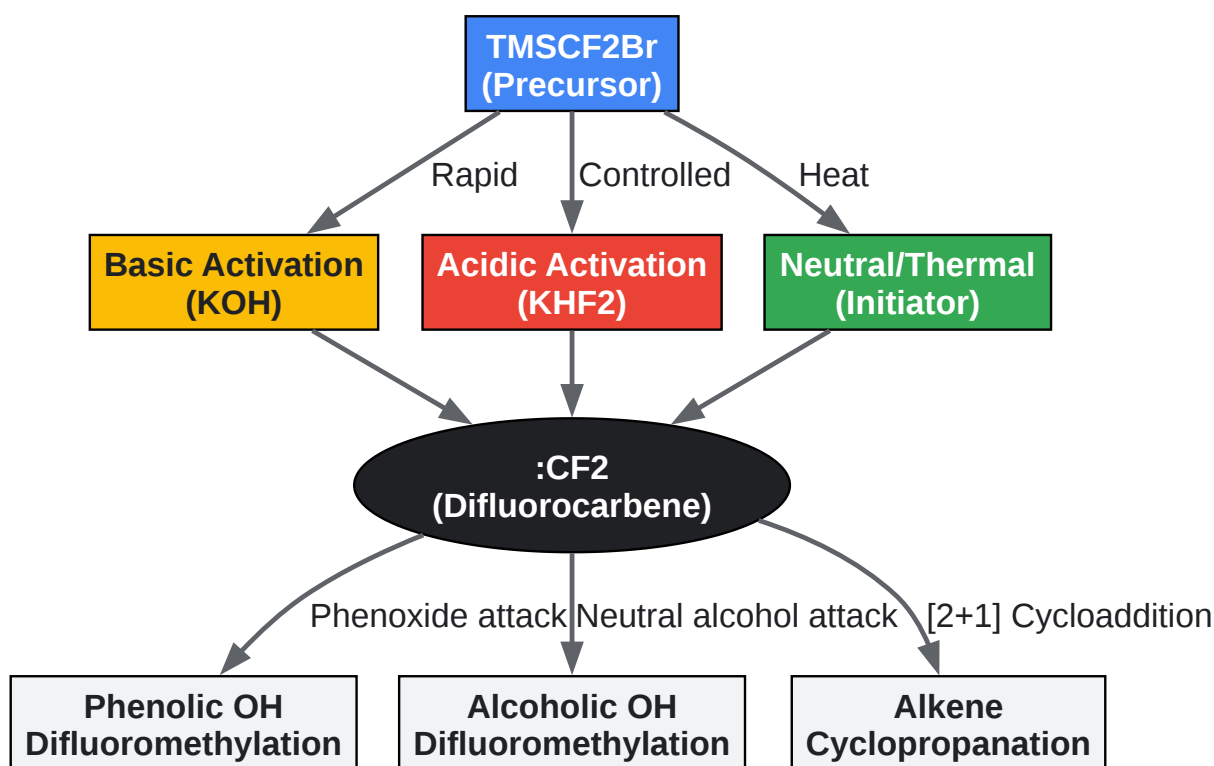 TMSCF2Br
(Precursor)
Rapid
Controlled
Heat
Basic Activation
(KOH)
Acidic Activation
(KHF2)
Neutral/Thermal
(Initiator)
:CF2
(Difluorocarbene)
Phenoxide attack
Neutral alcohol attack
[2+1] Cycloaddition
Phenolic OH
Difluoromethylation
Alcoholic OH
Difluoromethylation
Alkene
Cyclopropanation